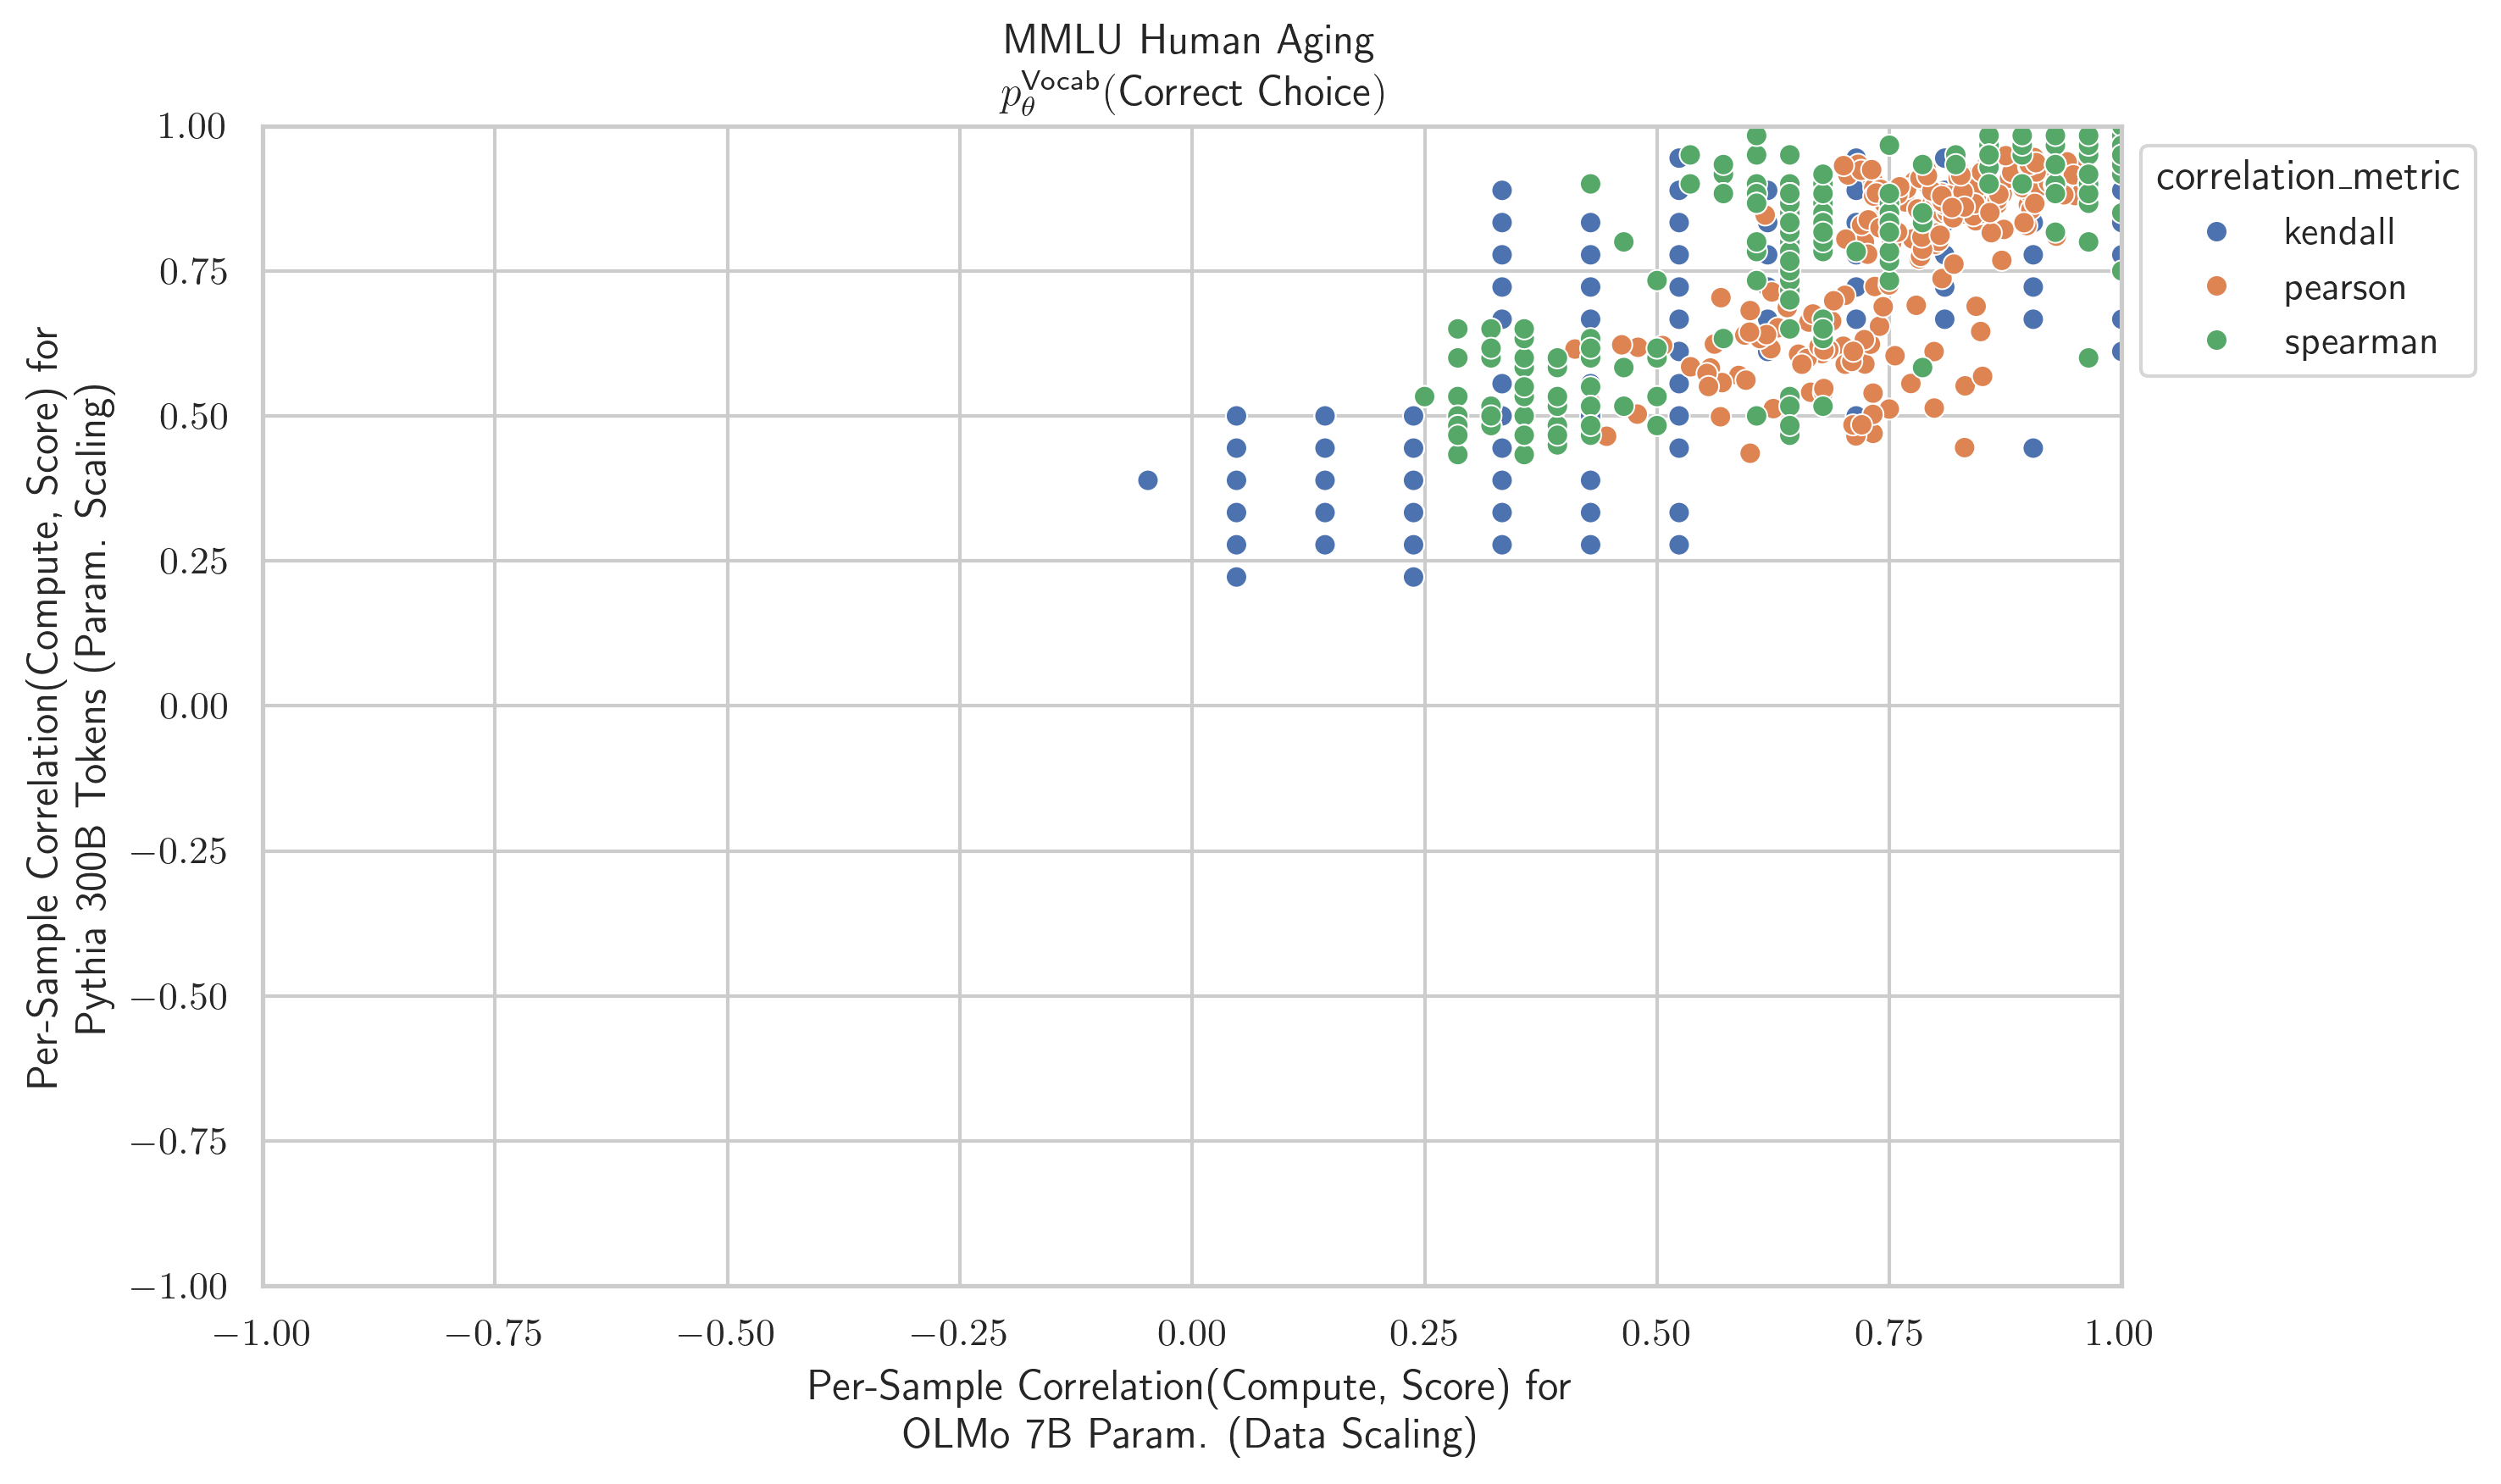 MMLU Human Aging
p_θ^Vocab(Correct Choice)
1.00
0.75
0.50
0.25
0.00
−0.25
−0.50
−0.75
−1.00
Per-Sample Correlation(Compute, Score) for
Pythia 300B Tokens (Param. Scaling)
correlation_metric
kendall
pearson
spearman
−1.00 −0.75 −0.50 −0.25 0.00 0.25 0.50 0.75 1.00
Per-Sample Correlation(Compute, Score) for
OLMo 7B Param. (Data Scaling)